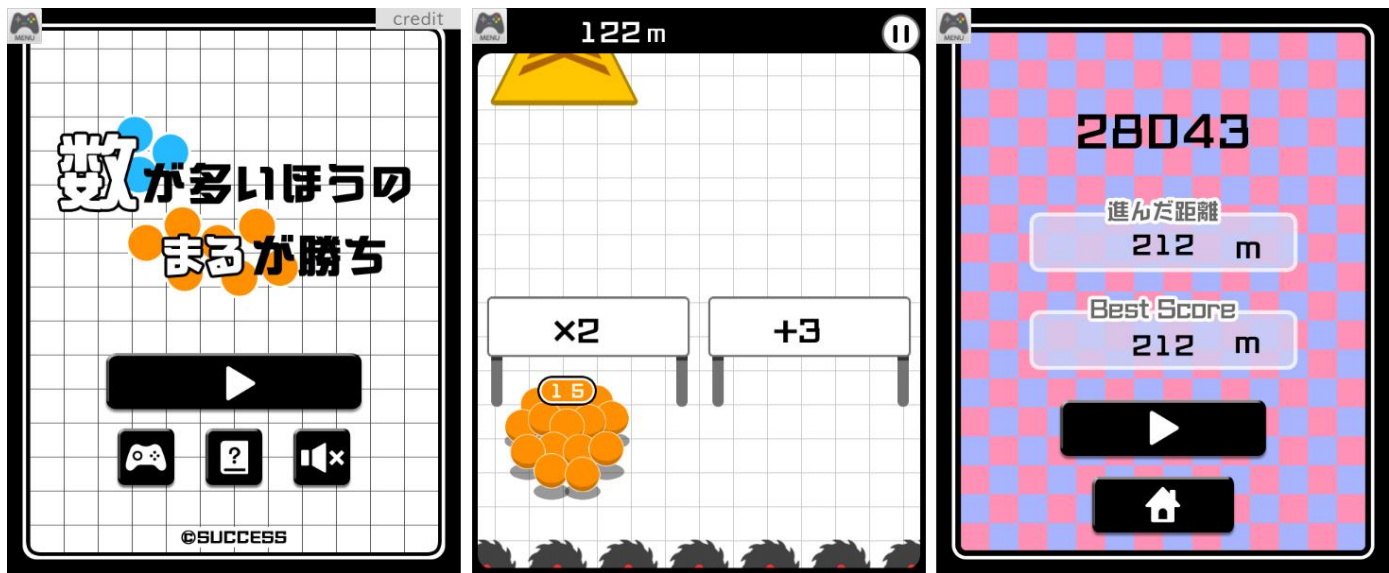 MENU
credit
数が多いほうの
まるが勝ち
?
©SUCCESS
MENU
122m
×2
+3
15
MENU
28043
進んだ距離
212 m
Best Score
212 m